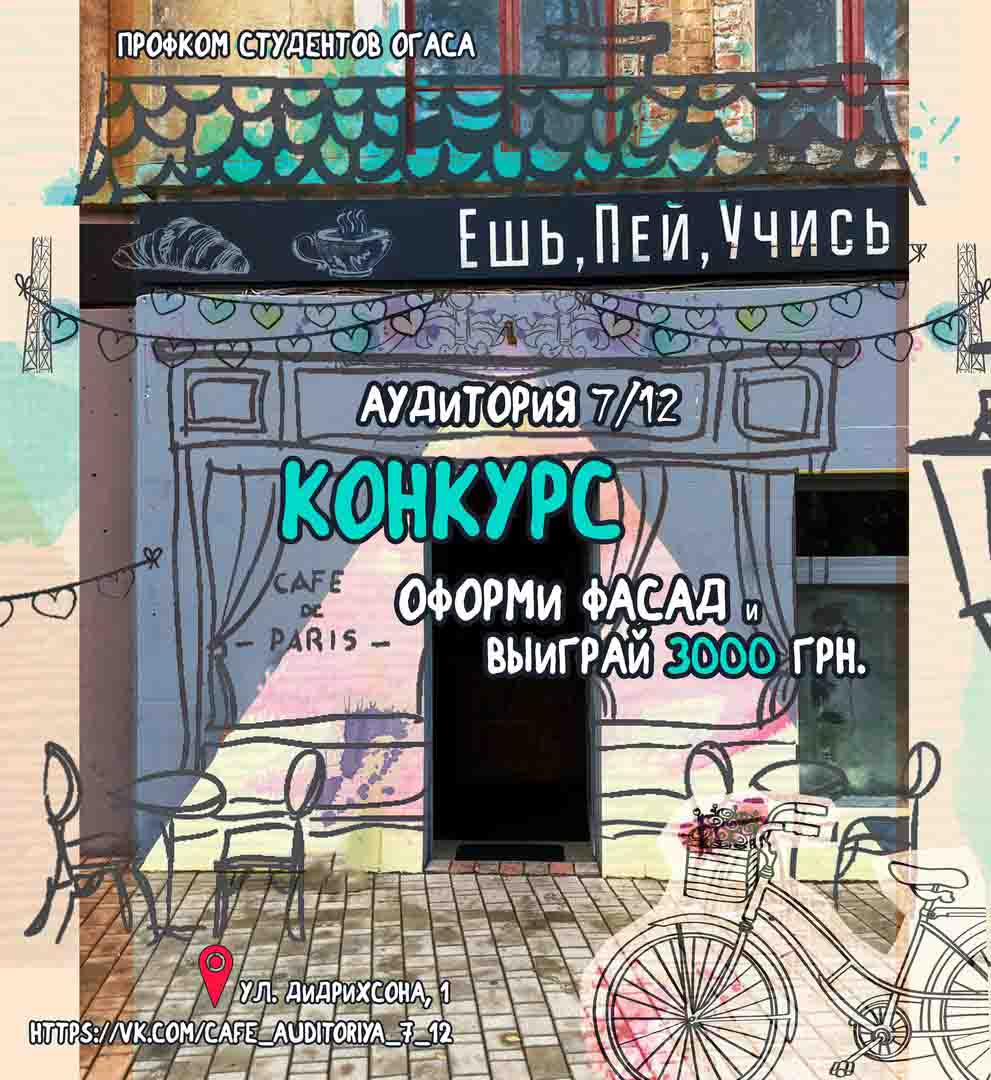 ПРОФКОМ СТУДЕНТОВ ОГАСА
Ешь, Пей, Учись
АУДИТОРИЯ 7/12
КОНКУРС
CAFE
DE
– PARIS –
ОФОРМИ ФАСАД и
ВЫИГРАЙ 3000 ГРН.
УЛ. ДИДРИХСОНА, 1
HTTPS://VK.COM/CAFE_AUDITORIYA_7_12